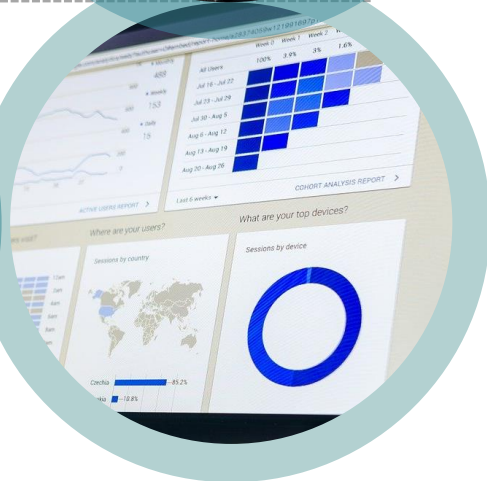 Week 0 Week 1 Week 2
All Users 100% 3.9% 3% 1.6%
Jul 16 - Jul 22
Jul 23 - Jul 29
Jul 30 - Aug 5
Aug 6 - Aug 12
Aug 13 - Aug 19
Aug 20 - Aug 26
Last 6 weeks
COHORT ANALYSIS REPORT
Monthly
488
Weekly
153
Daily
15
ACTIVE USERS REPORT
Where are your users?
Sessions by country
Czechia 85.2%
10.8%
What are your top devices?
Sessions by device